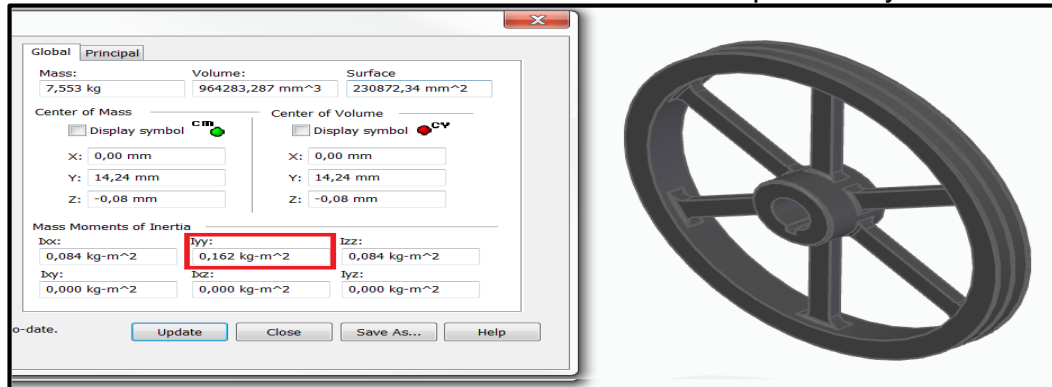 Global Principal
Mass: Volume: Surface
7,553 kg 964283,287 mm^3 230872,34 mm^2
Center of Mass Center of Volume
Display symbol cm Display symbol CV
X: 0,00 mm X: 0,00 mm
Y: 14,24 mm Y: 14,24 mm
Z: -0,08 mm Z: -0,08 mm
Mass Moments of Inertia
Ixx: Iyy: Izz:
0,084 kg-m^2 0,162 kg-m^2 0,084 kg-m^2
Ixy: Ixz: Iyz:
0,000 kg-m^2 0,000 kg-m^2 0,000 kg-m^2
o-date. Update Close Save As... Help